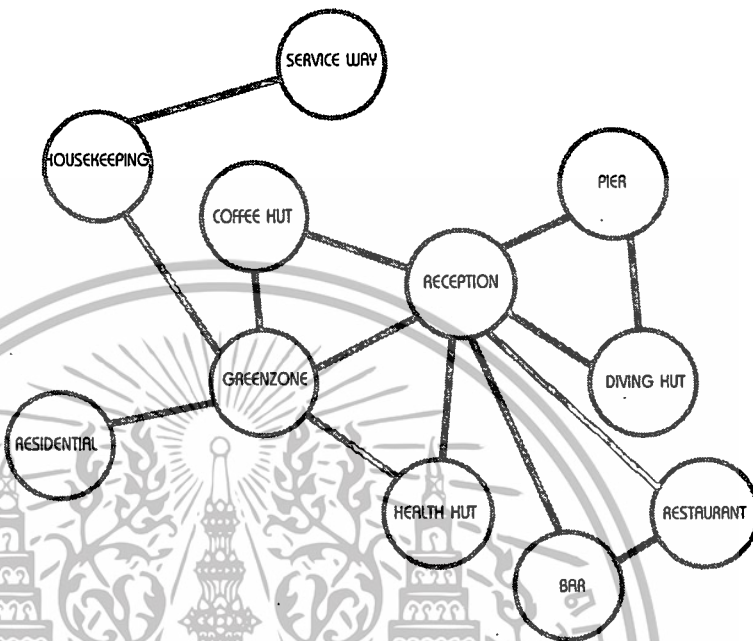 SERVICE WAY
HOUSEKEEPING
PIER
COFFEE HUT
RECEPTION
GREENZONE
DIVING HUT
RESIDENTIAL
HEALTH HUT
RESTAURANT
BAR